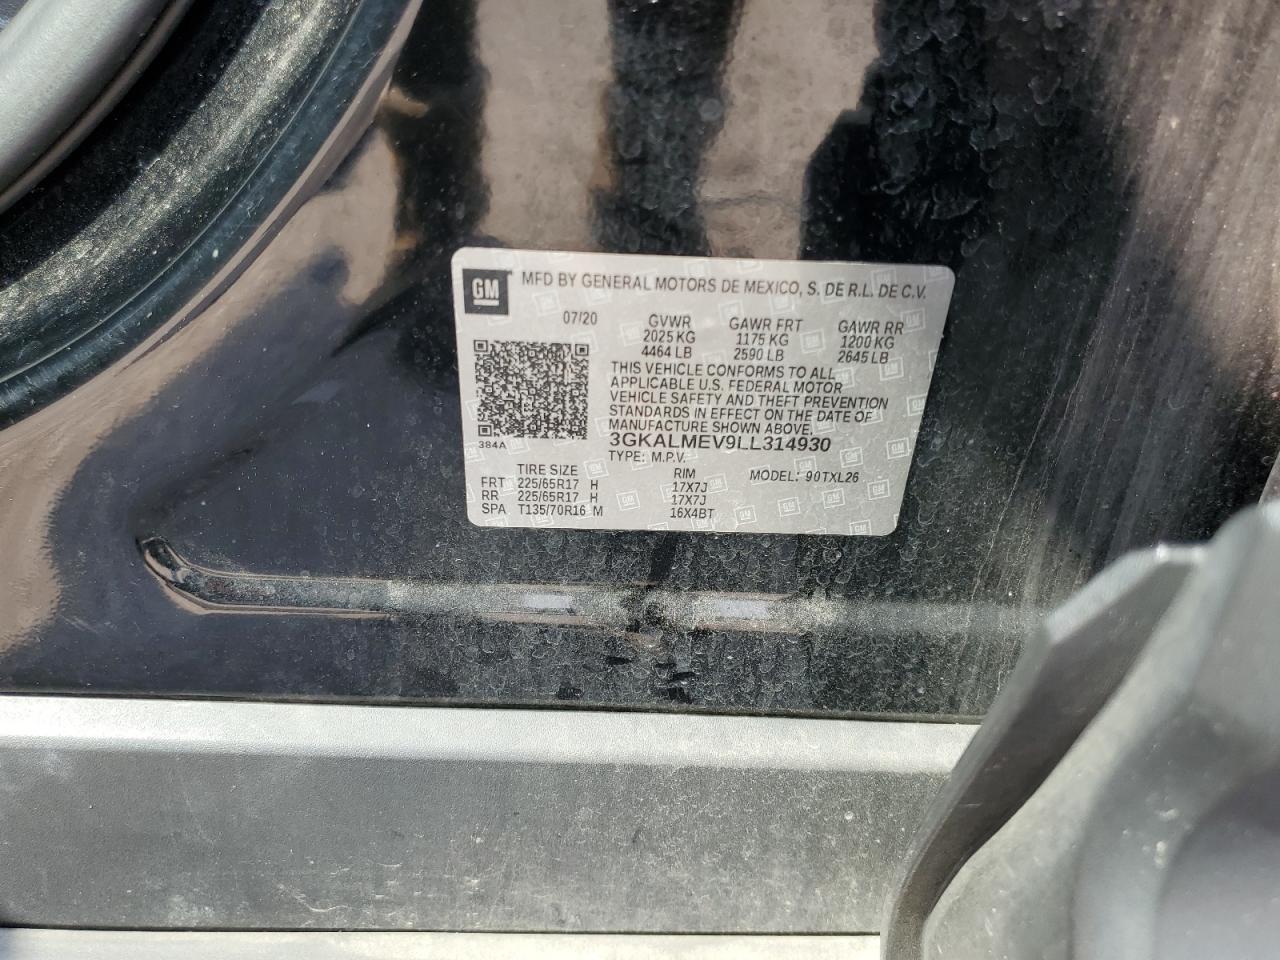 GM MFD BY GENERAL MOTORS DE MEXICO, S. DE R.L. DE C.V.
07/20 GVWR GAWR FRT GAWR RR
2025 KG 1175 KG 1200 KG
4464 LB 2590 LB 2645 LB
THIS VEHICLE CONFORMS TO ALL
APPLICABLE U.S. FEDERAL MOTOR
VEHICLE SAFETY AND THEFT PREVENTION
STANDARDS IN EFFECT ON THE DATE OF
MANUFACTURE SHOWN ABOVE.
384A 3GKALMEV9LL314930
TYPE: M.P.V.
TIRE SIZE RIM MODEL: 90TXL26
FRT 225/65R17 H 17X7J
RR 225/65R17 H 17X7J
SPA T135/70R16 M 16X4BT